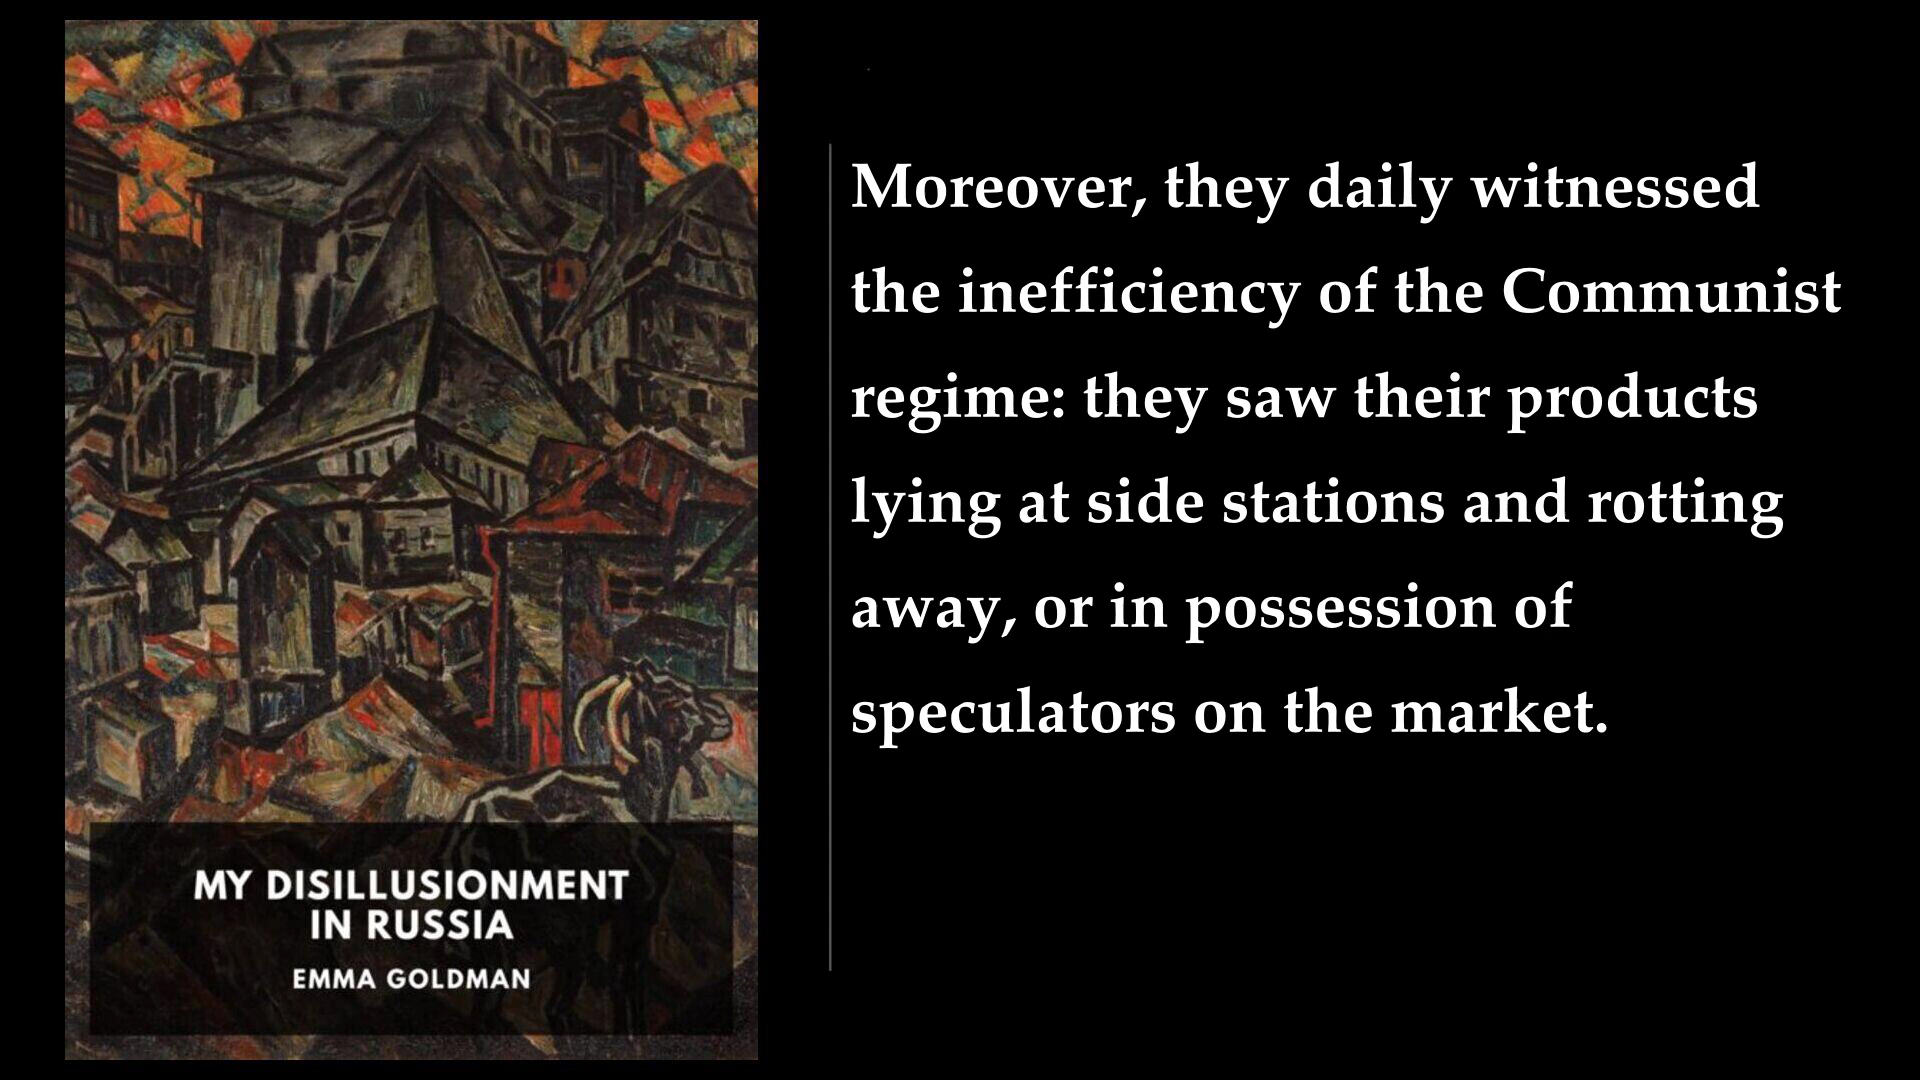 MY DISILLUSIONMENT
IN RUSSIA
EMMA GOLDMAN
Moreover, they daily witnessed
the inefficiency of the Communist
regime: they saw their products
lying at side stations and rotting
away, or in possession of
speculators on the market.